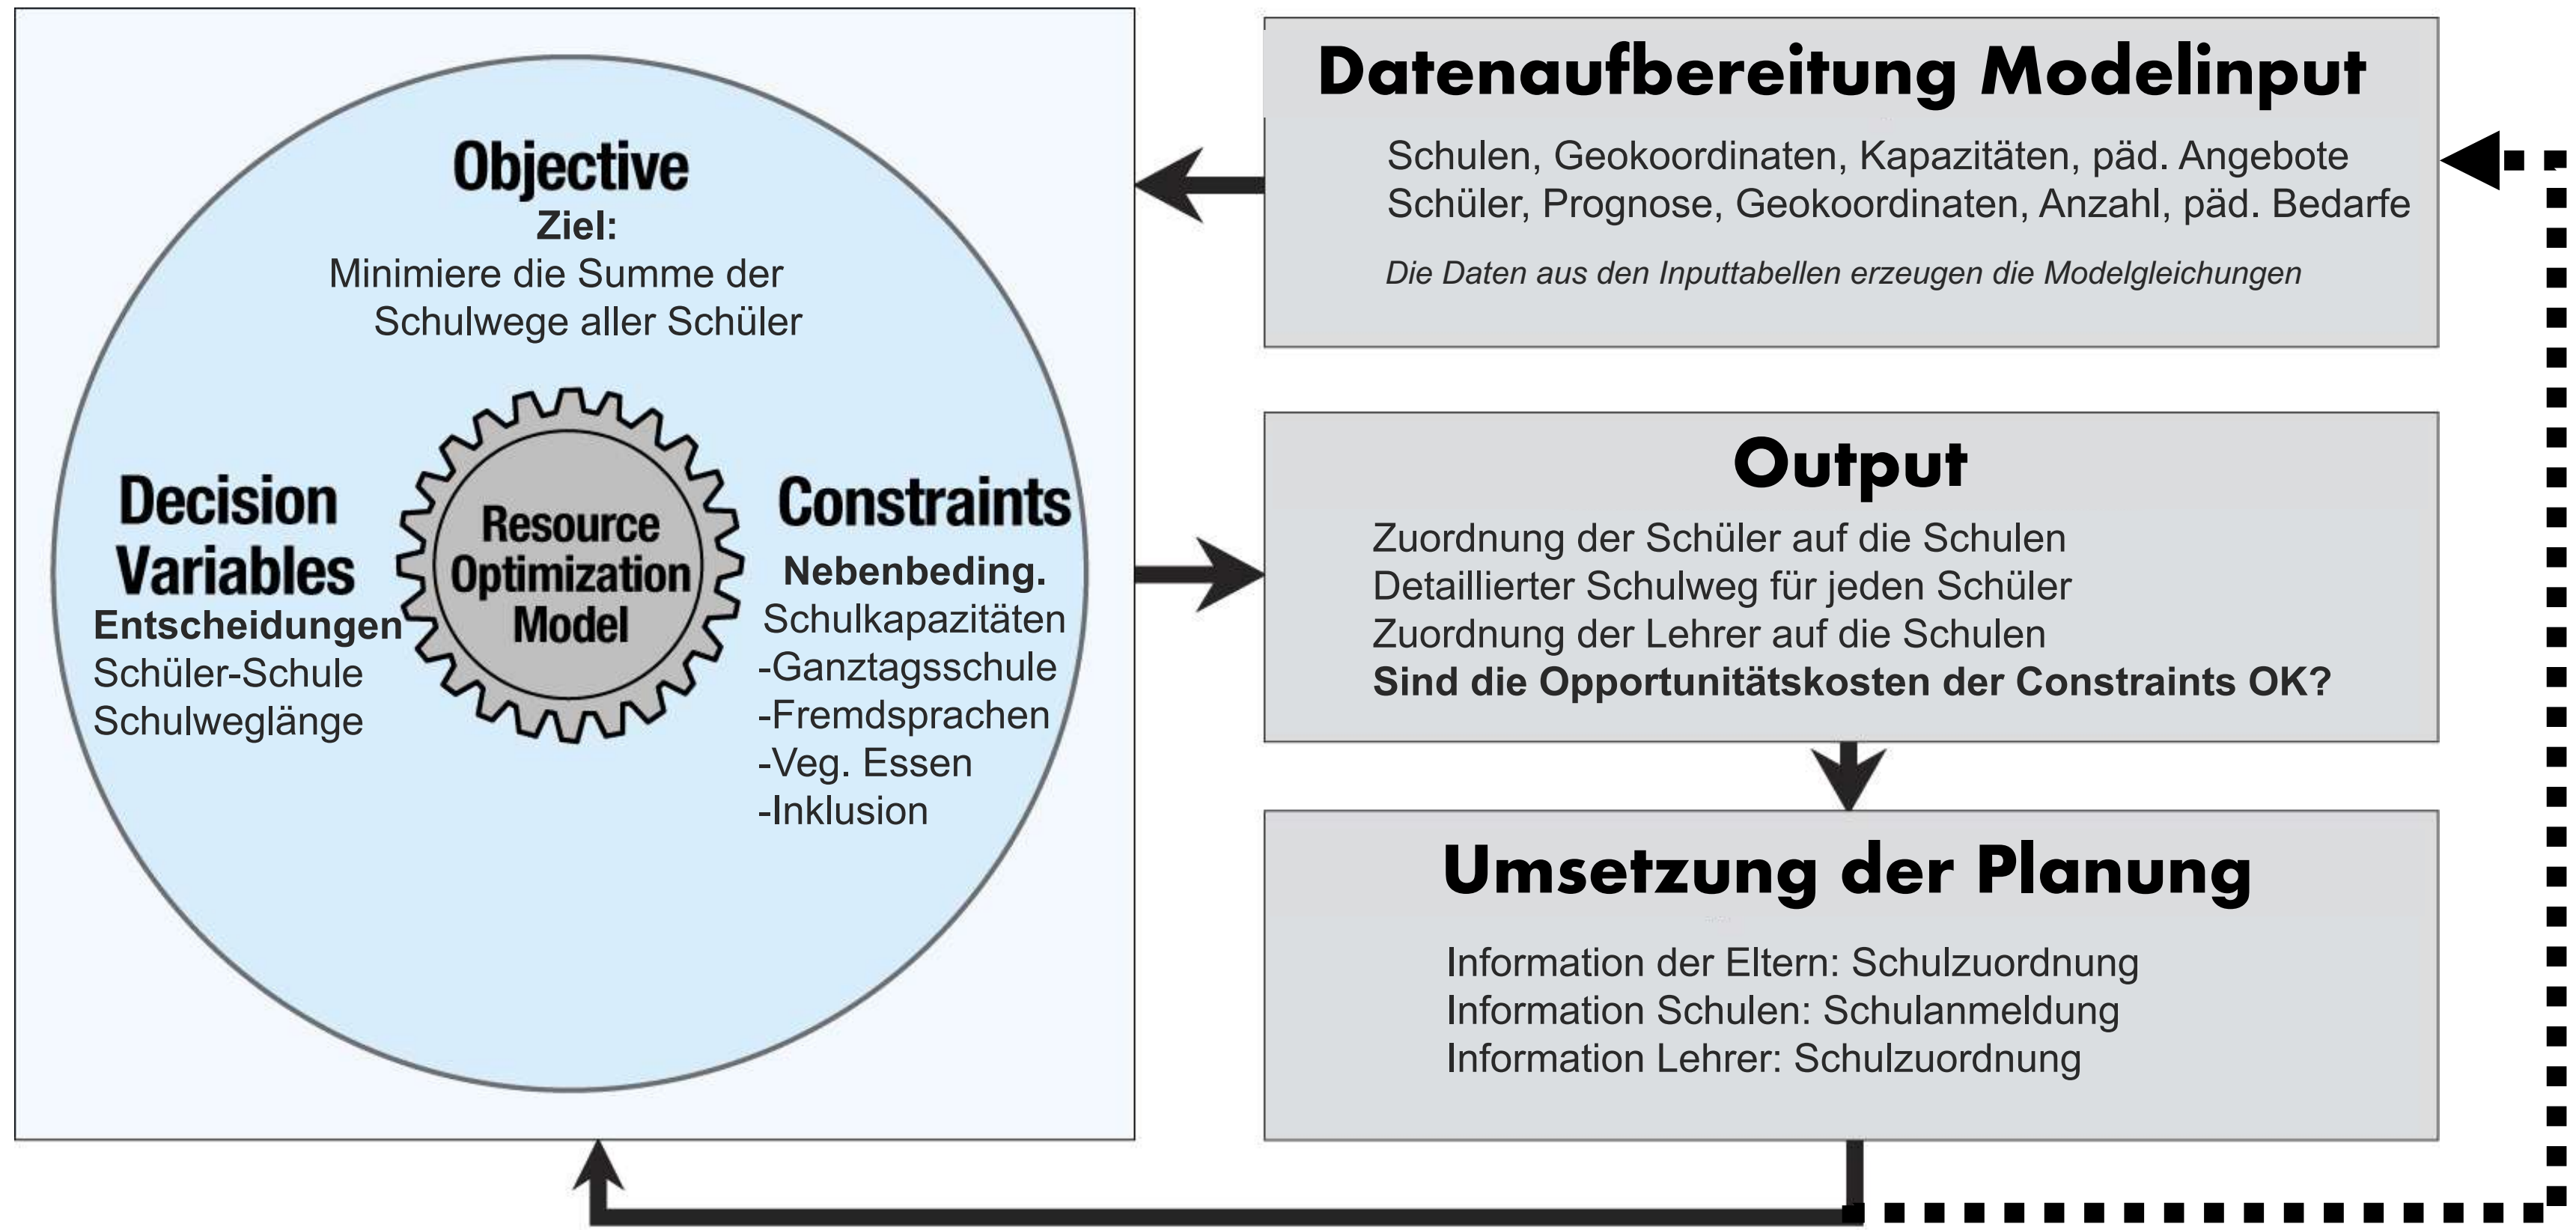 Objective
Ziel:
Minimiere die Summe der
Schulwege aller Schüler
Decision
Variables
Entscheidungen
Schüler-Schule
Schulweglänge
Resource
Optimization
Model
Constraints
Nebenbeding.
Schulkapazitäten
-Ganztagsschule
-Fremdsprachen
-Veg. Essen
-Inklusion
Datenaufbereitung Modelinput
Schulen, Geokoordinaten, Kapazitäten, päd. Angebote
Schüler, Prognose, Geokoordinaten, Anzahl, päd. Bedarfe
Die Daten aus den Inputtabellen erzeugen die Modelgleichungen
Output
Zuordnung der Schüler auf die Schulen
Detaillierter Schulweg für jeden Schüler
Zuordnung der Lehrer auf die Schulen
Sind die Opportunitätskosten der Constraints OK?
Umsetzung der Planung
Information der Eltern: Schulzuordnung
Information Schulen: Schulanmeldung
Information Lehrer: Schulzuordnung